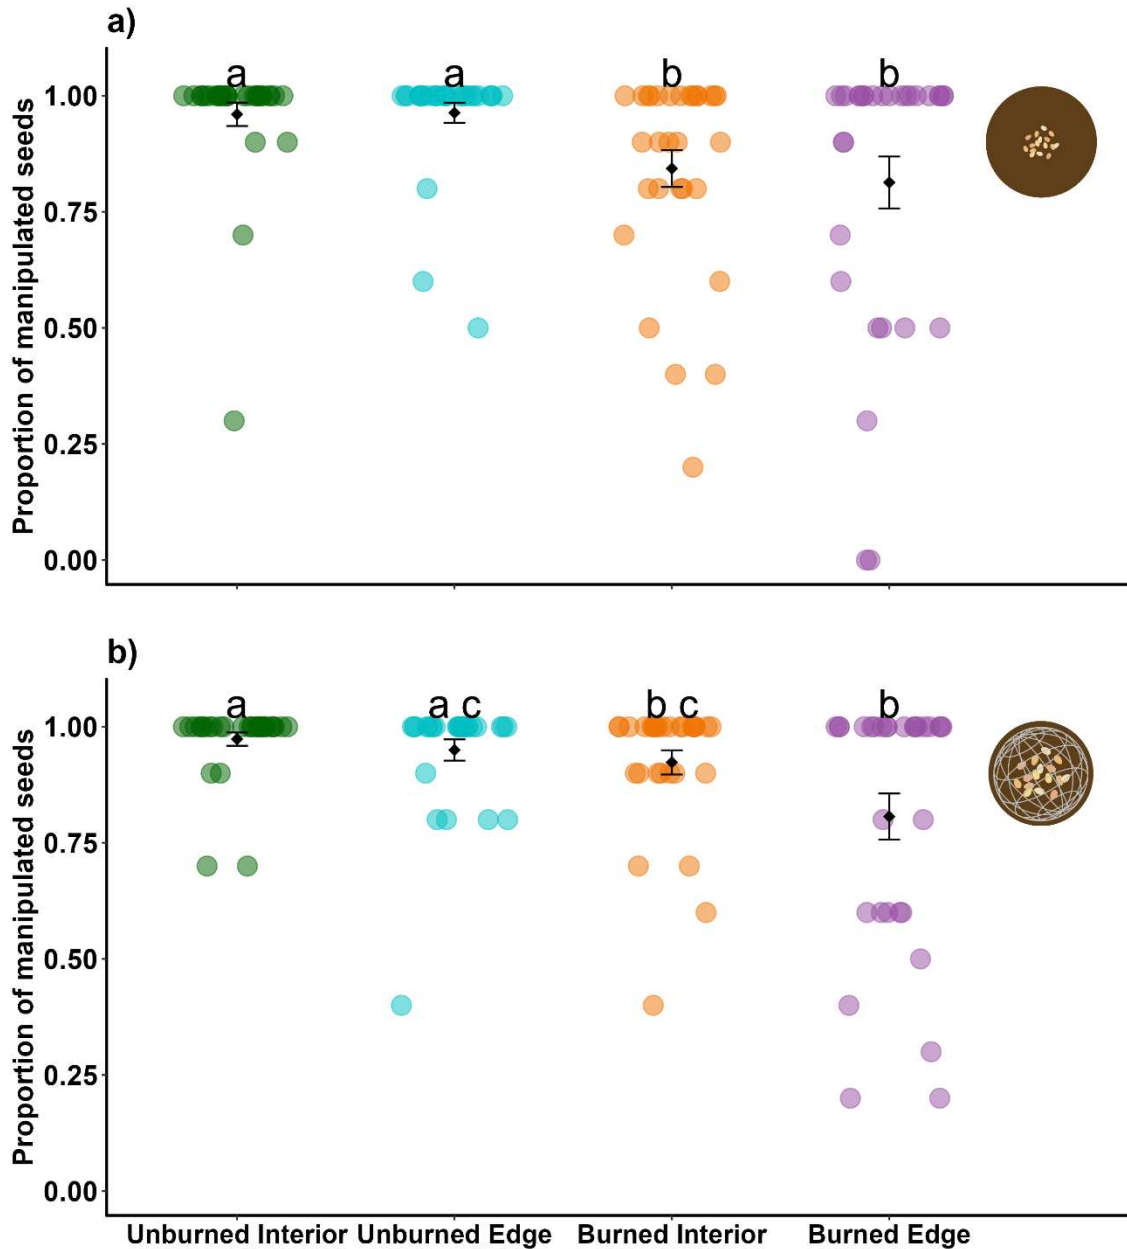 a)
a a b b
1.00
0.75
0.50
0.25
0.00
Proportion of manipulated seeds
b)
a a c b c b
1.00
0.75
0.50
0.25
0.00
Proportion of manipulated seeds
Unburned Interior Unburned Edge Burned Interior Burned Edge